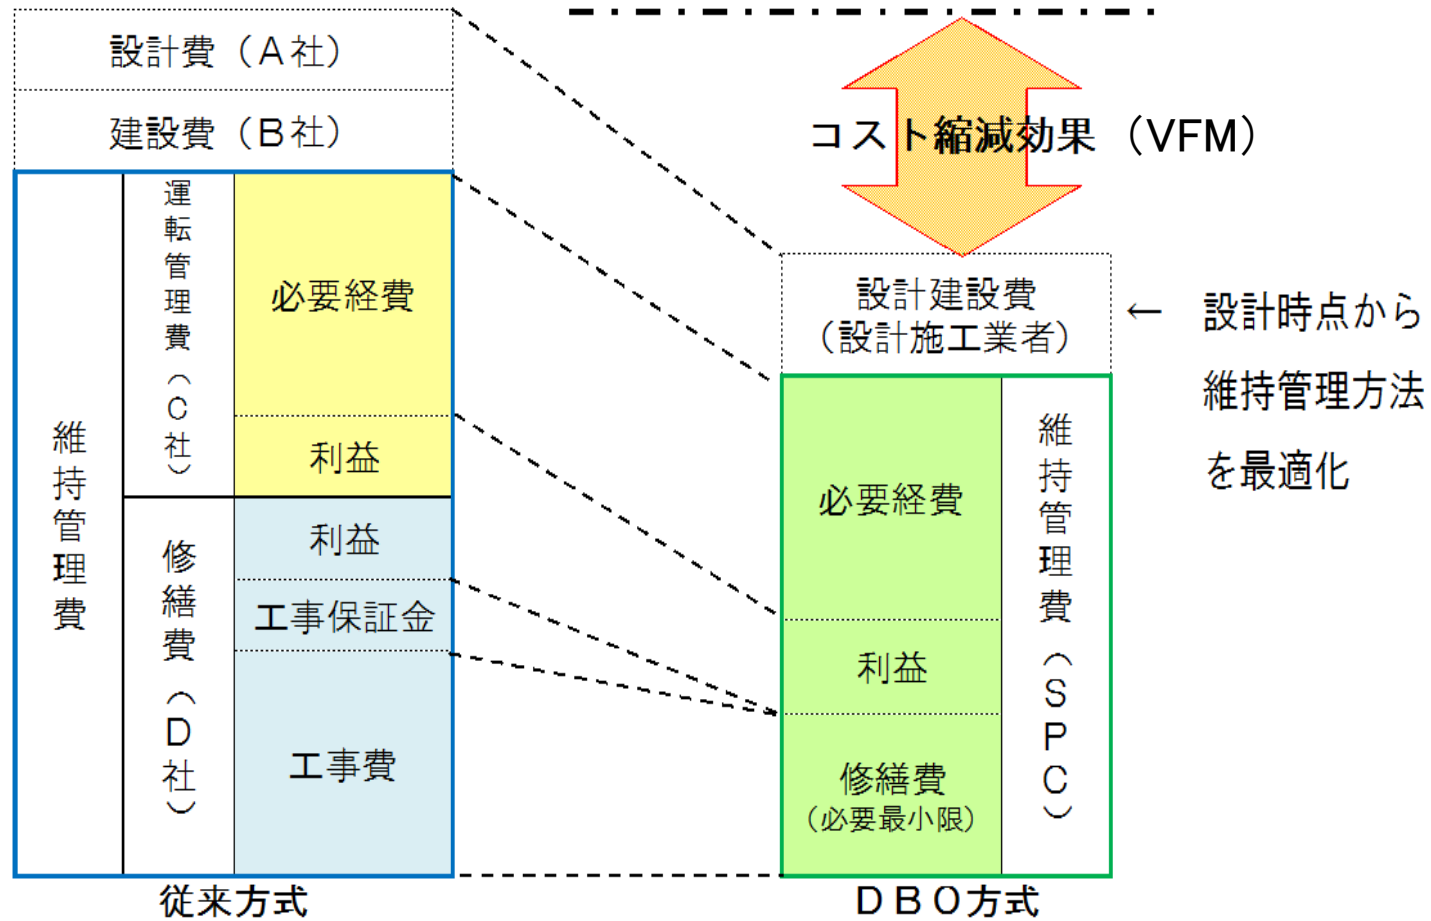 設計費（Ａ社）
建設費（Ｂ社）
維持管理費
運転管理費（Ｃ社）
必要経費
利益
修繕費（Ｄ社）
利益
工事保証金
工事費
従来方式
コスト縮減効果（VFM）
設計建設費
（設計施工業者）
必要経費
利益
修繕費
（必要最小限）
維持管理費（ＳＰＣ）
ＤＢＯ方式
← 設計時点から
維持管理方法
を最適化